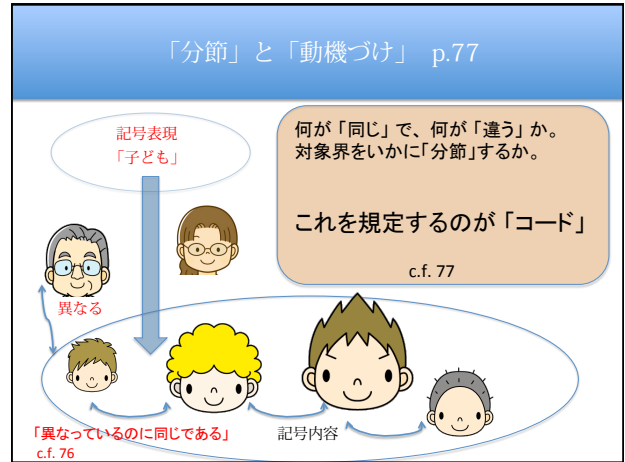 「分節」と「動機づけ」 p.77
記号表現
「子ども」
何が「同じ」で、何が「違う」か。
対象界をいかに「分節」するか。
これを規定するのが「コード」
c.f. 77
異なる
「異なっているのに同じである」
c.f. 76
記号内容